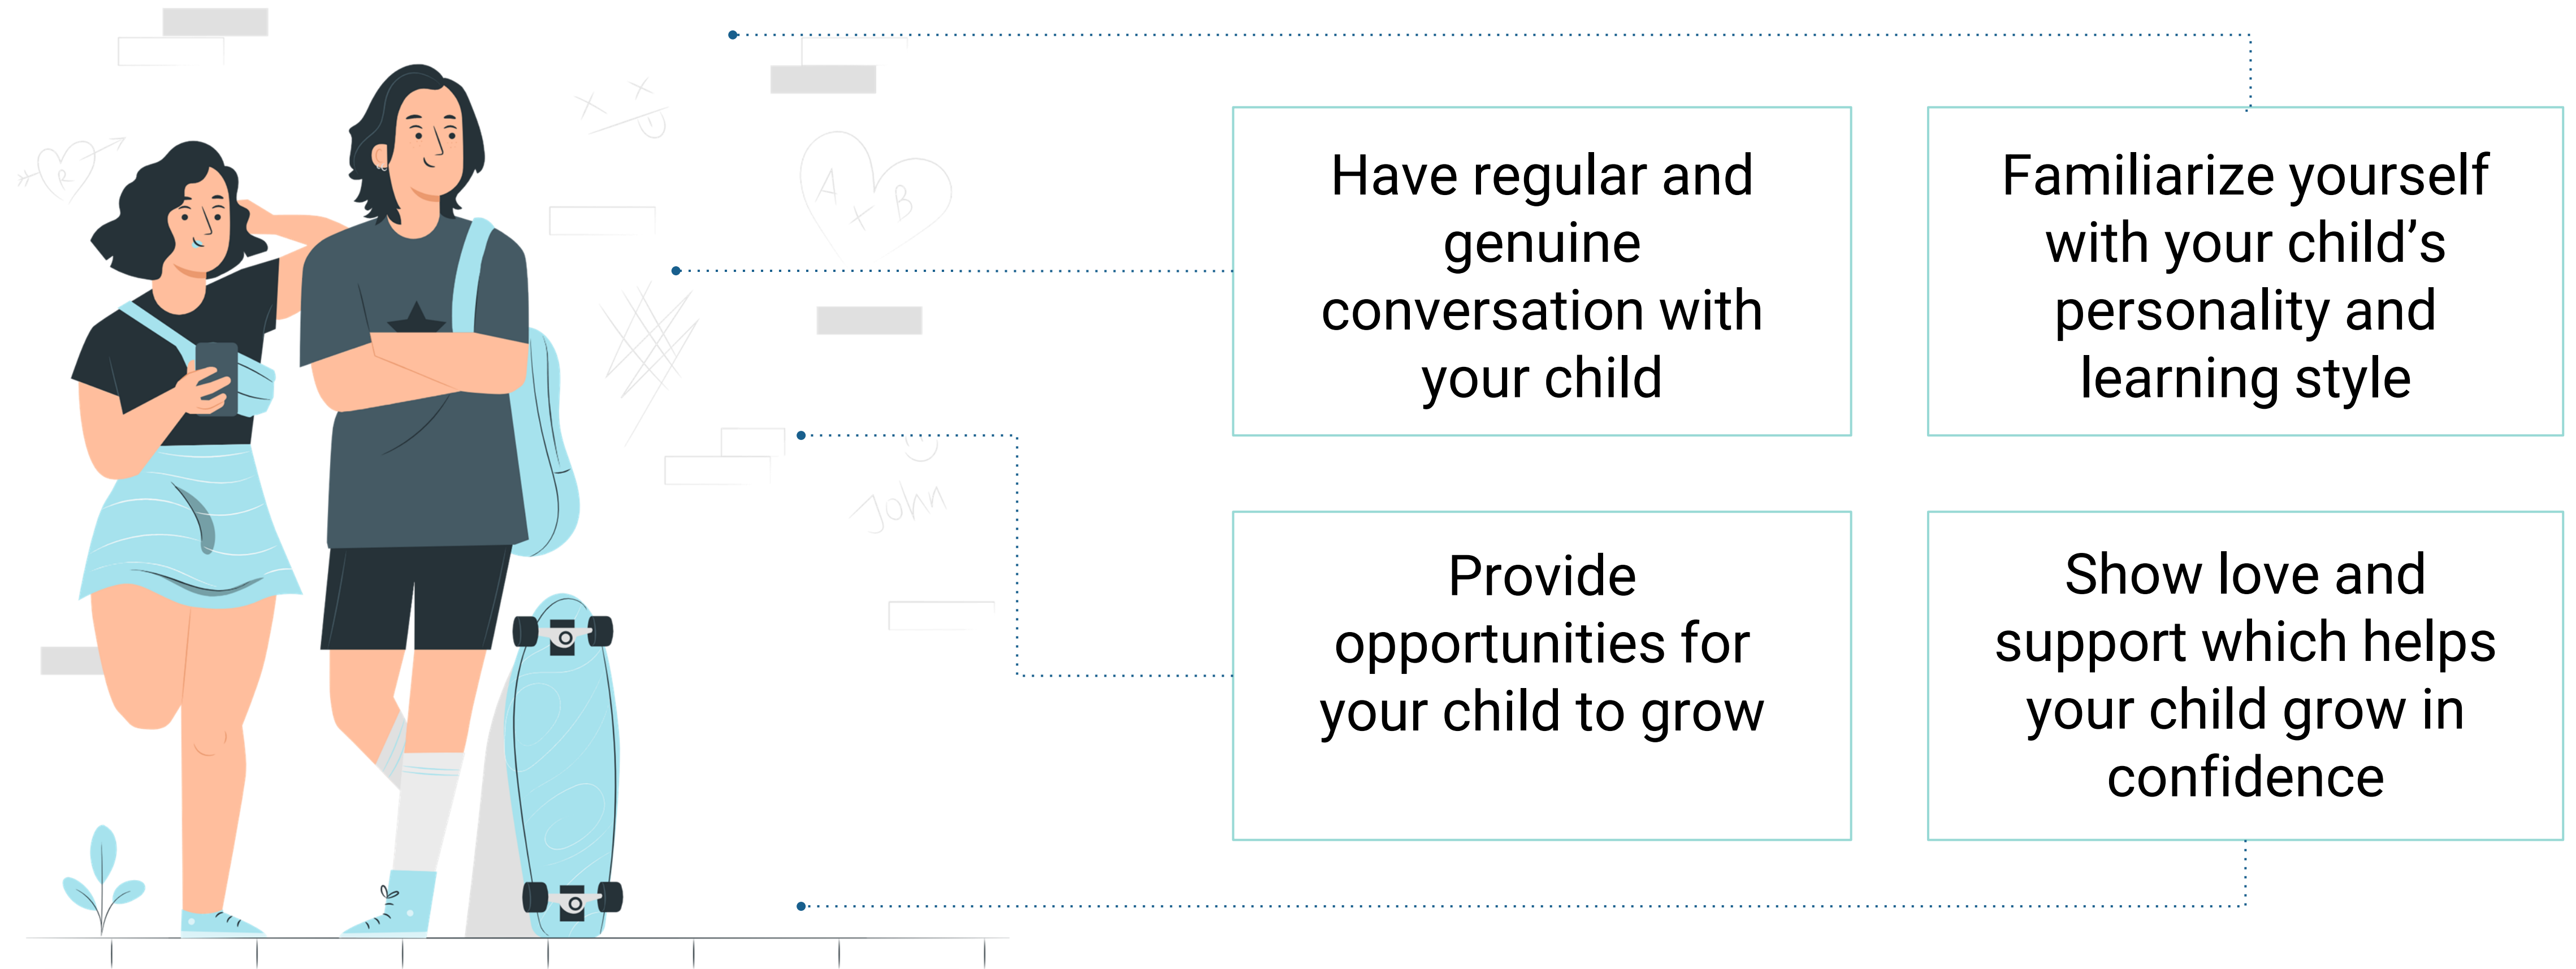 R
A + B
John
Have regular and
genuine
conversation with
your child
Familiarize yourself
with your child’s
personality and
learning style
Provide
opportunities for
your child to grow
Show love and
support which helps
your child grow in
confidence